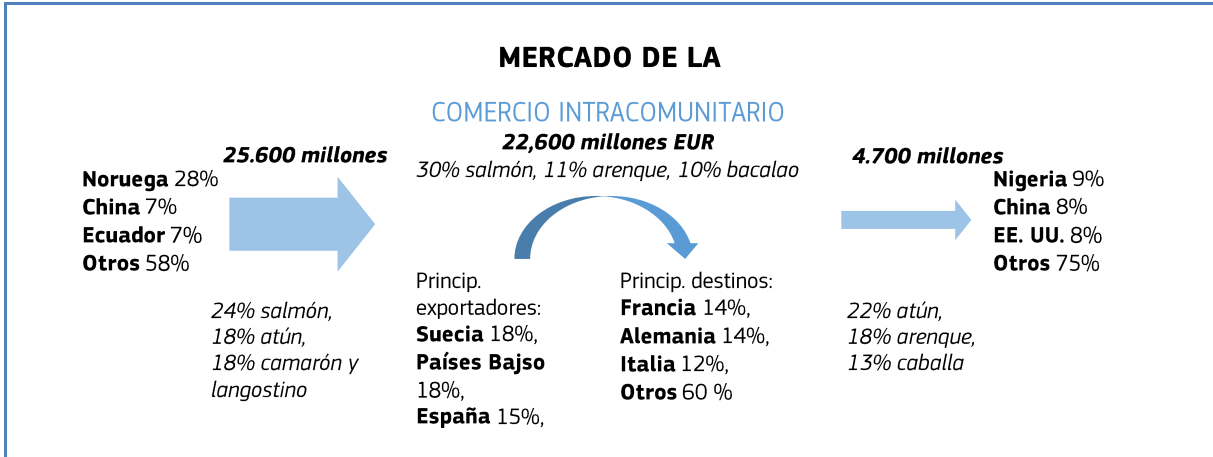 MERCADO DE LA
COMERCIO INTRACOMUNITARIO
22,600 millones EUR
30% salmón, 11% arenque, 10% bacalao
25.600 millones
Noruega 28%
China 7%
Ecuador 7%
Otros 58%
24% salmón,
18% atún,
18% camarón y
langostino
Princip.
exportadores:
Suecia 18%,
Países Bajso
18%,
España 15%,
Princip. destinos:
Francia 14%,
Alemania 14%,
Italia 12%,
Otros 60 %
4.700 millones
Nigeria 9%
China 8%
EE. UU. 8%
Otros 75%
22% atún,
18% arenque,
13% caballa